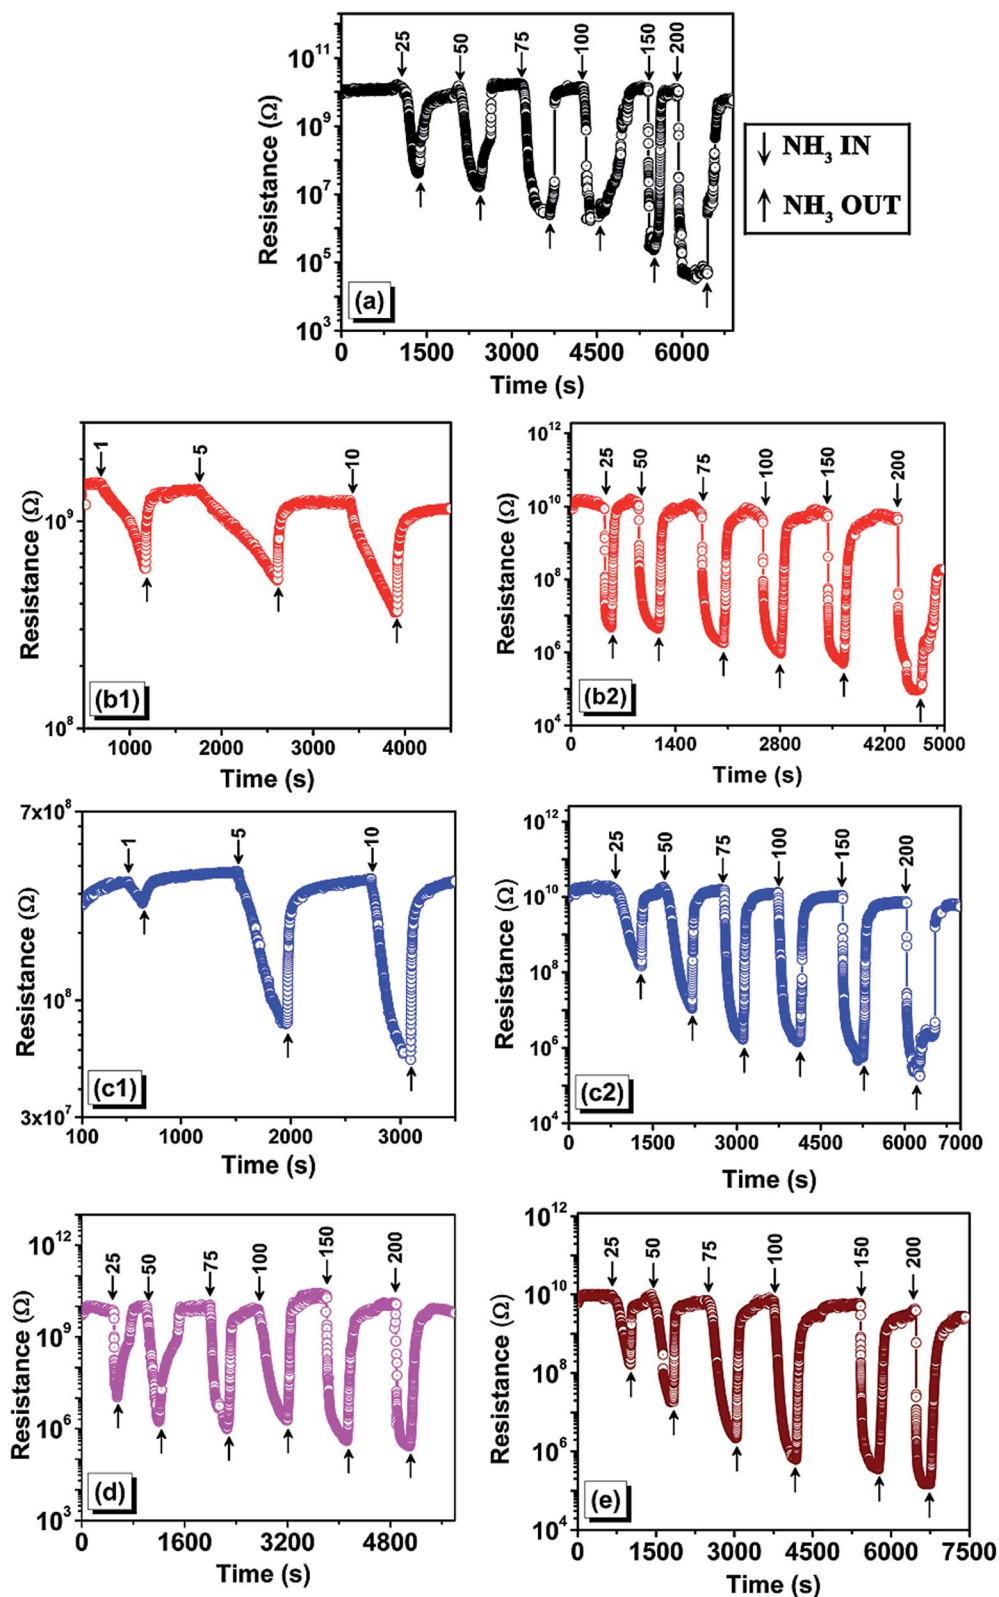 25 50 75 100 150 200
10¹¹
10⁹
10⁷
10⁵
10³
Resistance (Ω)
(a)
0 1500 3000 4500 6000
Time (s)
↓ NH₃ IN
↑ NH₃ OUT
1 5 10
10⁹
10⁸
Resistance (Ω)
(b1)
1000 2000 3000 4000
Time (s)
25 50 75 100 150 200
10¹²
10¹⁰
10⁸
10⁶
10⁴
Resistance (Ω)
(b2)
0 1400 2800 4200 5000
Time (s)
1 5 10
7x10⁸
10⁸
3x10⁷
Resistance (Ω)
(c1)
100 1000 2000 3000
Time (s)
25 50 75 100 150 200
10¹²
10¹⁰
10⁸
10⁶
10⁴
Resistance (Ω)
(c2)
0 1500 3000 4500 6000 7000
Time (s)
25 50 75 100 150 200
10¹²
10⁹
10⁶
10³
Resistance (Ω)
(d)
0 1600 3200 4800
Time (s)
25 50 75 100 150 200
10¹²
10¹⁰
10⁸
10⁶
10⁴
Resistance (Ω)
(e)
0 1500 3000 4500 6000 7500
Time (s)